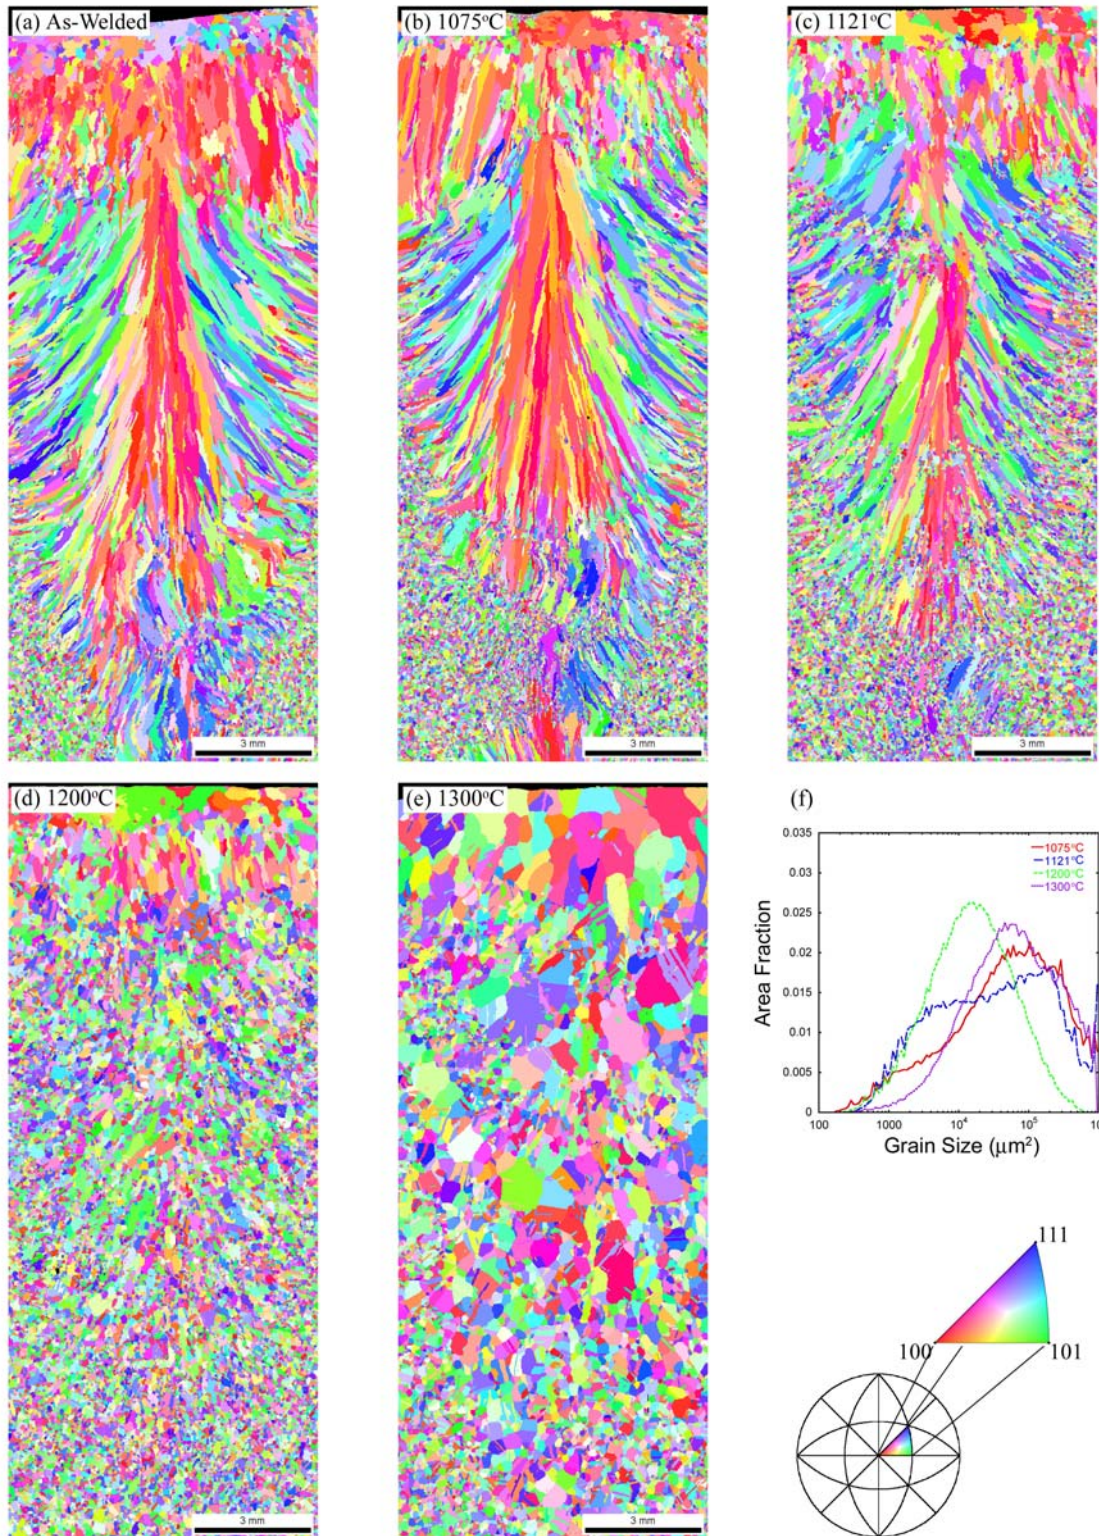 (a) As-Welded
(b) 1075°C
(c) 1121°C
3 mm
3 mm
3 mm
(d) 1200°C
(e) 1300°C
(f)
0.035
0.03
0.025
0.02
0.015
0.01
0.005
0
Area Fraction
1075°C
1121°C
1200°C
1300°C
100 1000 10⁴ 10⁵
Grain Size (μm²)
111
100 101
3 mm
3 mm